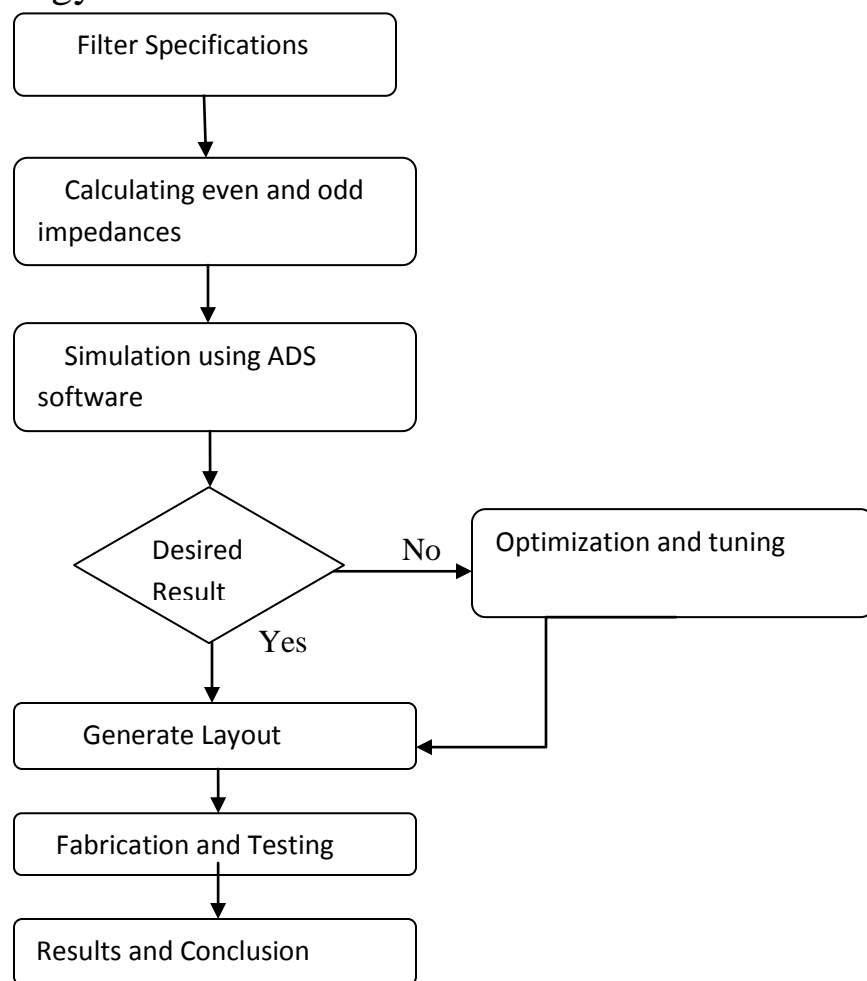 Filter Specifications
Calculating even and odd
impedances
Simulation using ADS
software
Desired
Result
No
Optimization and tuning
Yes
Generate Layout
Fabrication and Testing
Results and Conclusion